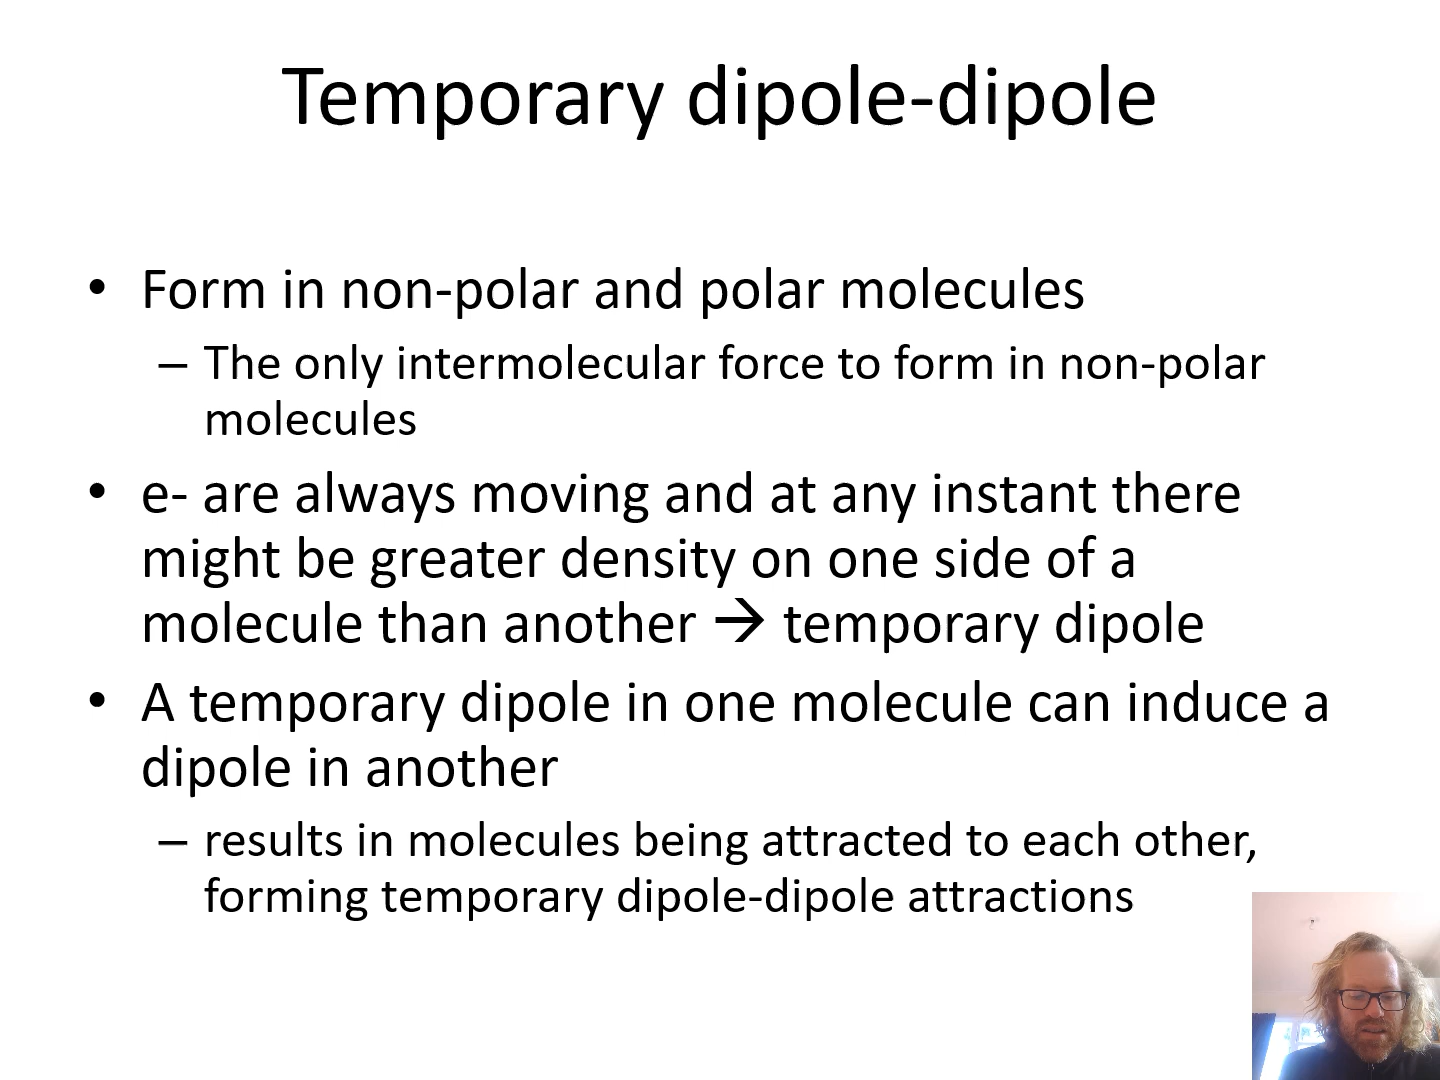 Temporary dipole-dipole
• Form in non-polar and polar molecules
– The only intermolecular force to form in non-polar
molecules
• e- are always moving and at any instant there
might be greater density on one side of a
molecule than another → temporary dipole
• A temporary dipole in one molecule can induce a
dipole in another
– results in molecules being attracted to each other,
forming temporary dipole-dipole attractions